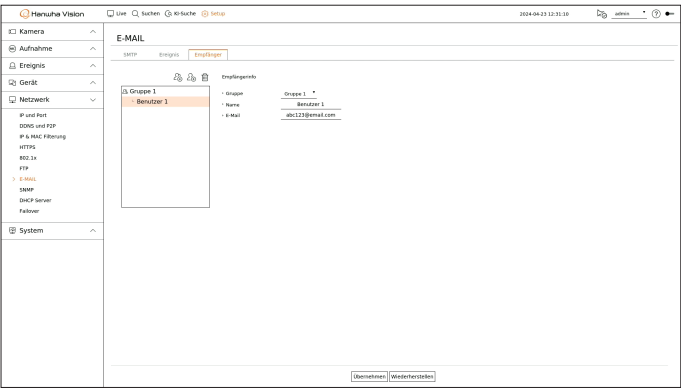 Hanwha Vision
Live Suchen KI-Suche Setup
2024-04-23 12:31:10
admin
Kamera
Aufnahme
Ereignis
Gerät
Netzwerk
IP und Port
DDNS und P2P
IP & MAC Filterung
HTTPS
802.1x
FTP
E-MAIL
SNMP
DHCP Server
Failover
System
E-MAIL
SMTP Ereignis Empfänger
Gruppe 1
Benutzer 1
Empfängerinfo
Gruppe Gruppe 1
Name Benutzer 1
E-Mail abc123@email.com
Übernehmen Wiederherstellen